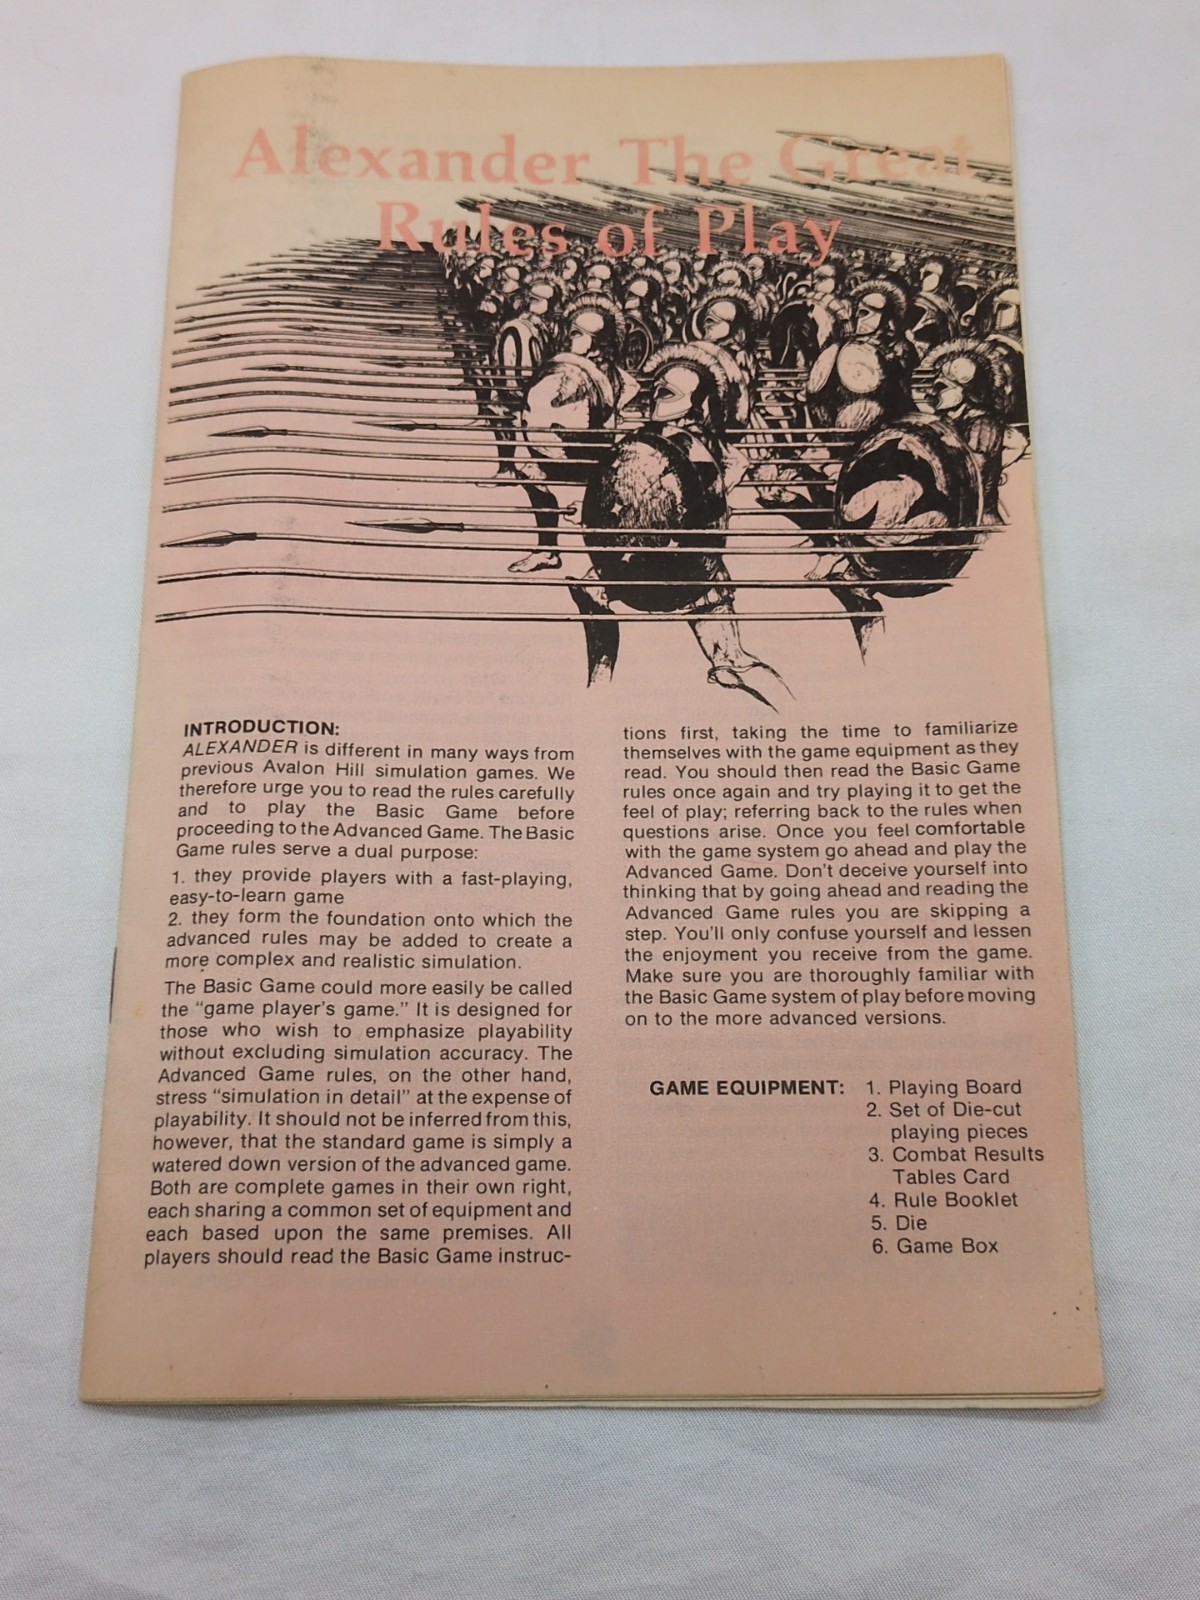 Alexander The Great
Rules of Play
INTRODUCTION:
ALEXANDER is different in many ways from
previous Avalon Hill simulation games. We
therefore urge you to read the rules carefully
and to play the Basic Game before
proceeding to the Advanced Game. The Basic
Game rules serve a dual purpose:
1. they provide players with a fast-playing,
easy-to-learn game
2. they form the foundation onto which the
advanced rules may be added to create a
more complex and realistic simulation.
The Basic Game could more easily be called
the "game player's game." It is designed for
those who wish to emphasize playability
without excluding simulation accuracy. The
Advanced Game rules, on the other hand,
stress "simulation in detail" at the expense of
playability. It should not be inferred from this,
however, that the standard game is simply a
watered down version of the advanced game.
Both are complete games in their own right,
each sharing a common set of equipment and
each based upon the same premises. All
players should read the Basic Game instruc-
tions first, taking the time to familiarize
themselves with the game equipment as they
read. You should then read the Basic Game
rules once again and try playing it to get the
feel of play; referring back to the rules when
questions arise. Once you feel comfortable
with the game system go ahead and play the
Advanced Game. Don't deceive yourself into
thinking that by going ahead and reading the
Advanced Game rules you are skipping a
step. You'll only confuse yourself and lessen
the enjoyment you receive from the game.
Make sure you are thoroughly familiar with
the Basic Game system of play before moving
on to the more advanced versions.
GAME EQUIPMENT: 1. Playing Board
2. Set of Die-cut
playing pieces
3. Combat Results
Tables Card
4. Rule Booklet
5. Die
6. Game Box